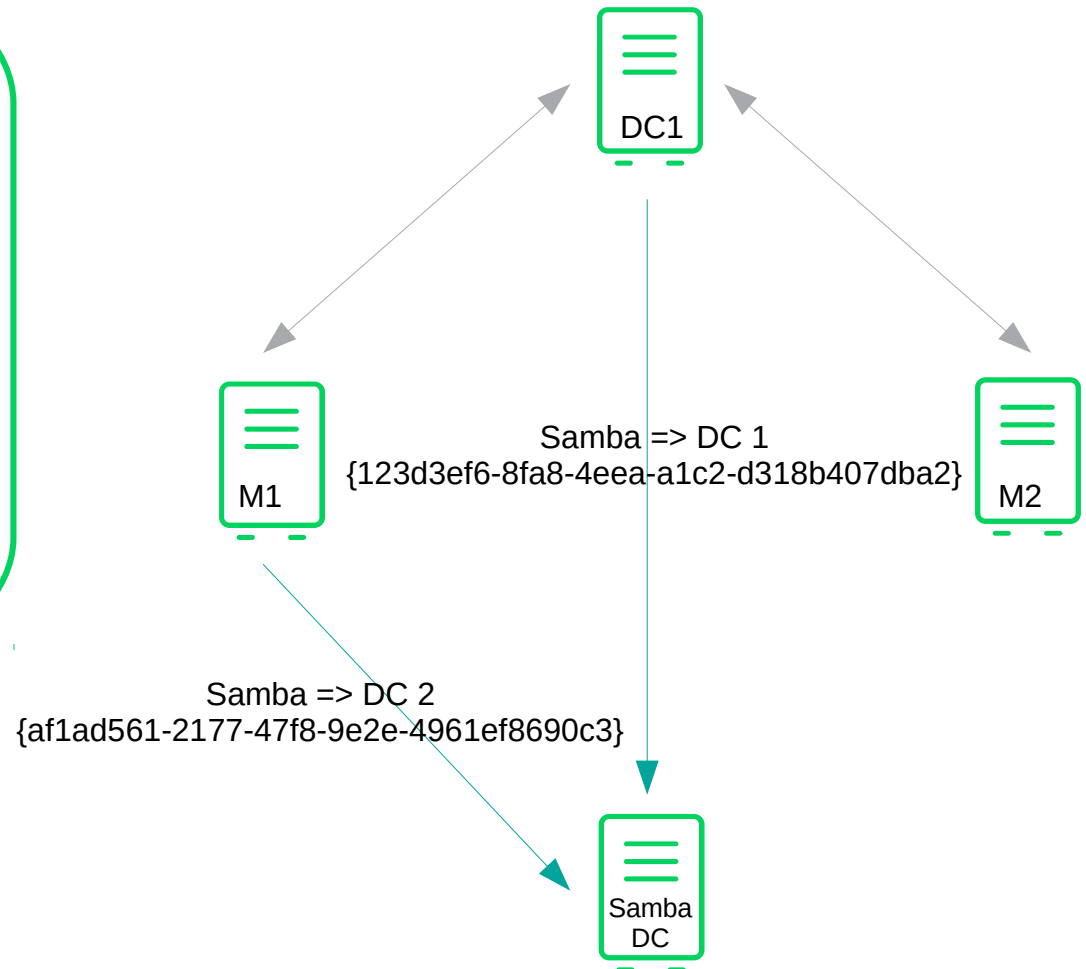 DC1
Samba => DC 1
{123d3ef6-8fa8-4eea-a1c2-d318b407dba2}
M1
M2
Samba => DC 2
{af1ad561-2177-47f8-9e2e-4961ef8690c3}
Samba
DC